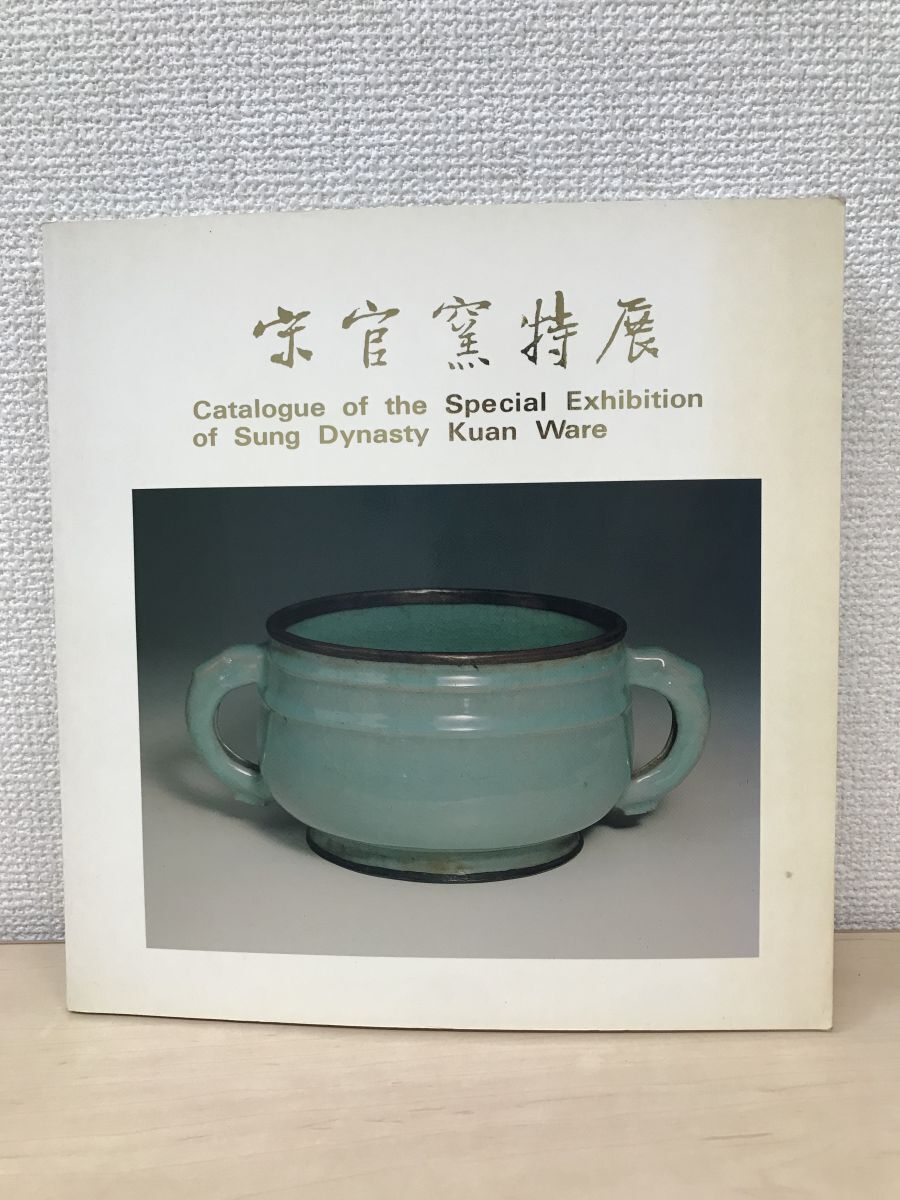 宋官窯特展
Catalogue of the Special Exhibition
of Sung Dynasty Kuan Ware